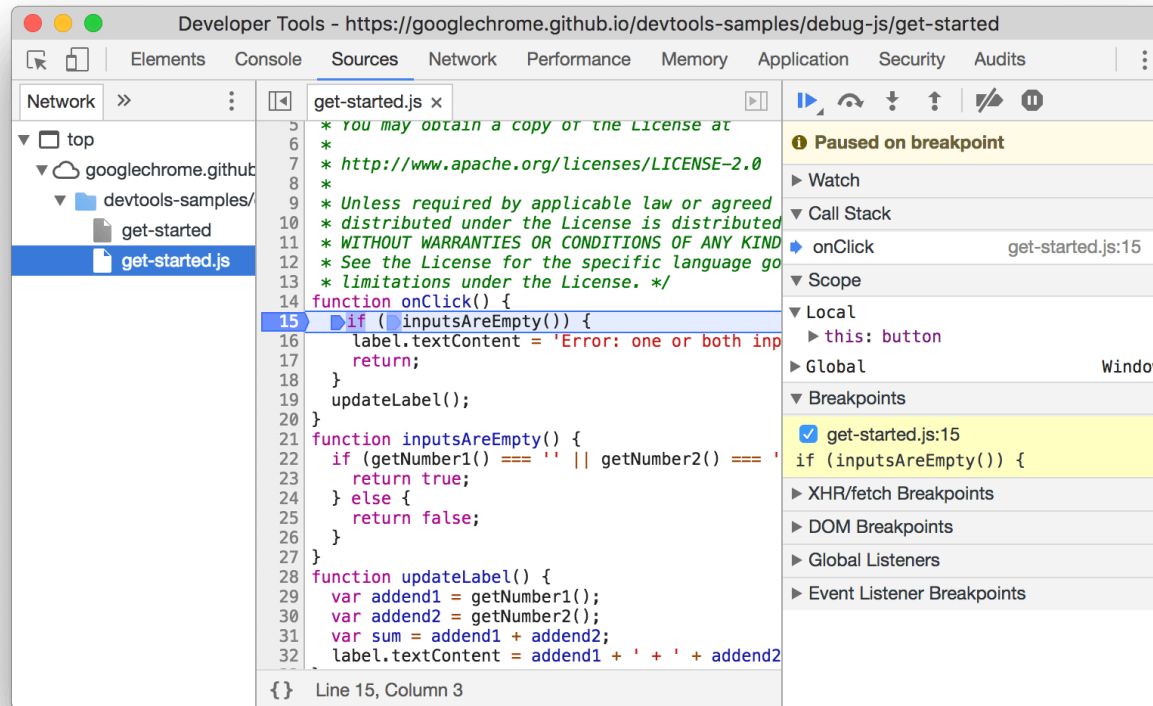 Developer Tools - https://googlechrome.github.io/devtools-samples/debug-js/get-started
Elements Console Sources Network Performance Memory Application Security Audits
Network »
top
googlechrome.github
devtools-samples/
get-started
get-started.js
get-started.js ×
5 * You may obtain a copy of the License at
6 *
7 * http://www.apache.org/licenses/LICENSE-2.0
8 *
9 * Unless required by applicable law or agreed
10 * distributed under the License is distributed
11 * WITHOUT WARRANTIES OR CONDITIONS OF ANY KIND
12 * See the License for the specific language go
13 * limitations under the License. */
14 function onClick() {
15 if (inputsAreEmpty()) {
16 label.textContent = 'Error: one or both inp
17 return;
18 }
19 updateLabel();
20 }
21 function inputsAreEmpty() {
22 if (getNumber1() === '' || getNumber2() === '
23 return true;
24 } else {
25 return false;
26 }
27 }
28 function updateLabel() {
29 var addend1 = getNumber1();
30 var addend2 = getNumber2();
31 var sum = addend1 + addend2;
32 label.textContent = addend1 + ' + ' + addend2
{} Line 15, Column 3
Paused on breakpoint
Watch
Call Stack
onClick get-started.js:15
Scope
Local
this: button
Global Windo
Breakpoints
get-started.js:15
if (inputsAreEmpty()) {
XHR/fetch Breakpoints
DOM Breakpoints
Global Listeners
Event Listener Breakpoints